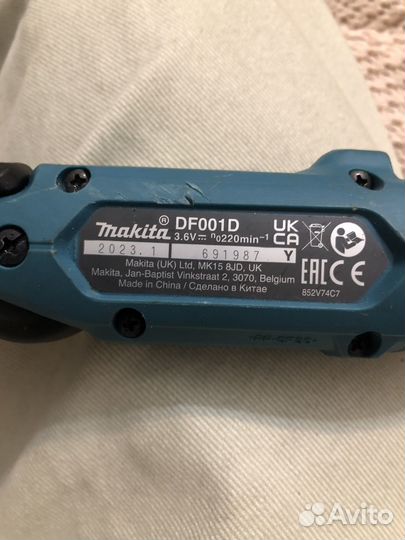 makita® DF001D
3.6V⎓ n₀220min⁻¹
UK
CA
2023.1 691987 Y
Makita (UK) Ltd, MK15 8JD, UK
Makita, Jan-Baptist Vinkstraat 2, 3070, Belgium
Made in China / Сделано в Китае
EAC CE
852V74C7
Avito